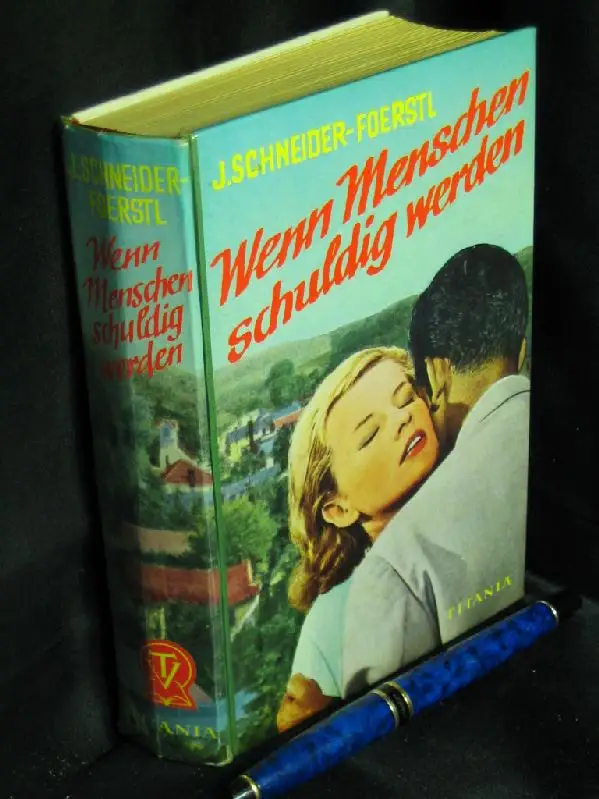 J. SCHNEIDER-FOERSTL
Wenn Menschen
schuldig werden
TITANIA
J. SCHNEIDER-
FOERSTL
Wenn
Menschen
schuldig
werden
TV
TITANIA